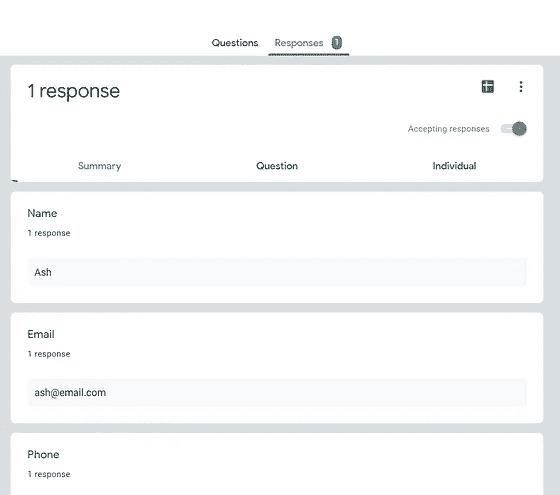 Questions Responses 1
1 response
Accepting responses
Summary Question Individual
Name
1 response
Ash
Email
1 response
ash@email.com
Phone
1 response